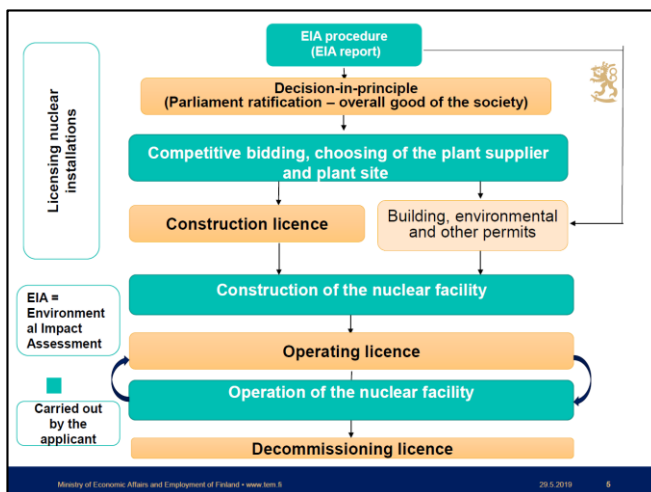 EIA procedure
(EIA report)
Licensing nuclear
installations
Decision-in-principle
(Parliament ratification – overall good of the society)
Competitive bidding, choosing of the plant supplier
and plant site
Construction licence
Building, environmental
and other permits
Construction of the nuclear facility
EIA =
Environment
al Impact
Assessment
Operating licence
Operation of the nuclear facility
Carried out
by the
applicant
Decommissioning licence
Ministry of Economic Affairs and Employment of Finland • www.tem.fi
29.5.2019
5